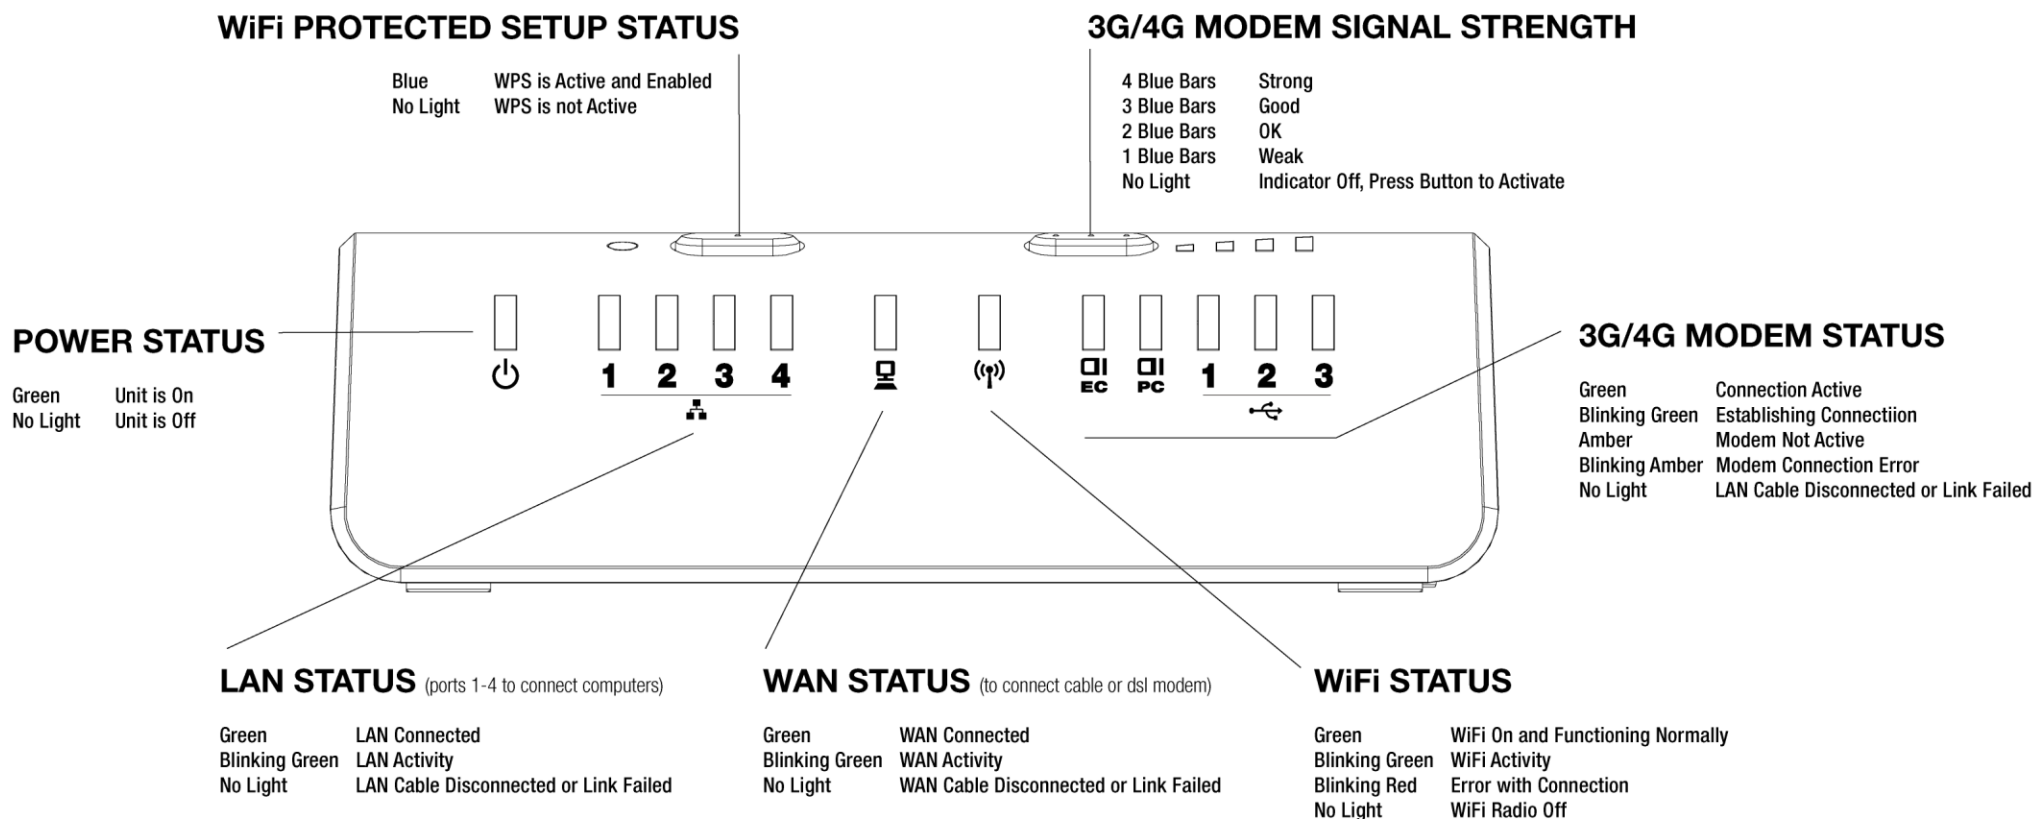 WiFi PROTECTED SETUP STATUS
Blue WPS is Active and Enabled
No Light WPS is not Active
3G/4G MODEM SIGNAL STRENGTH
4 Blue Bars Strong
3 Blue Bars Good
2 Blue Bars OK
1 Blue Bars Weak
No Light Indicator Off, Press Button to Activate
POWER STATUS
Green Unit is On
No Light Unit is Off
1 2 3 4
EC PC
1 2 3
3G/4G MODEM STATUS
Green Connection Active
Blinking Green Establishing Connectiion
Amber Modem Not Active
Blinking Amber Modem Connection Error
No Light LAN Cable Disconnected or Link Failed
LAN STATUS (ports 1-4 to connect computers)
Green LAN Connected
Blinking Green LAN Activity
No Light LAN Cable Disconnected or Link Failed
WAN STATUS (to connect cable or dsl modem)
Green WAN Connected
Blinking Green WAN Activity
No Light WAN Cable Disconnected or Link Failed
WiFi STATUS
Green WiFi On and Functioning Normally
Blinking Green WiFi Activity
Blinking Red Error with Connection
No Light WiFi Radio Off